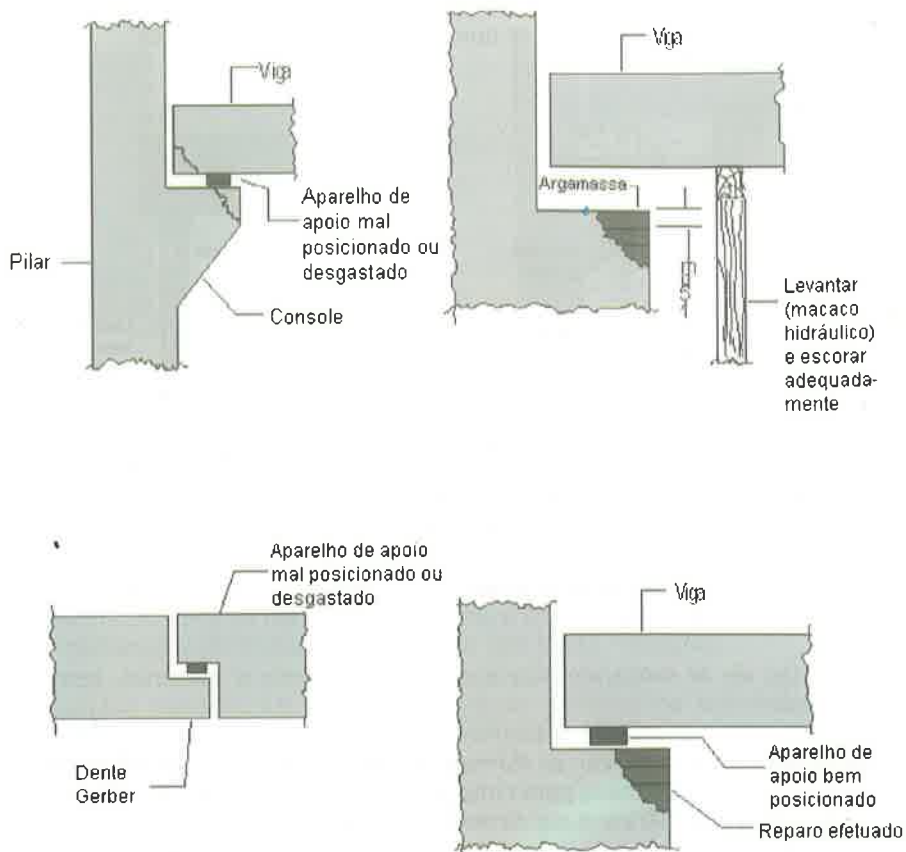 Viga
Aparelho de
apoio mal
posicionado ou
desgastado
Pilar
Console
Viga
Argamassa
Levantar
(macaco
hidráulico)
e escorar
adequada-
mente
Aparelho de apoio
mal posicionado ou
desgastado
Dente
Gerber
Viga
Aparelho de
apoio bem
posicionado
Reparo efetuado